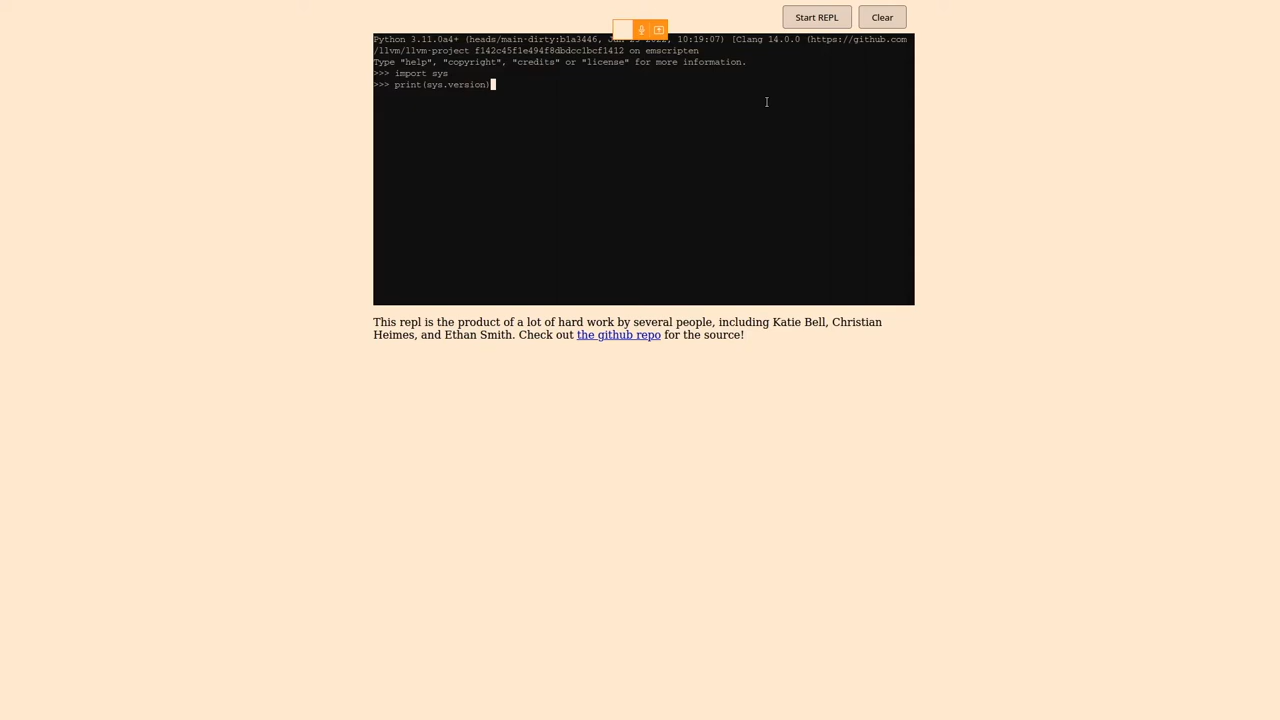 Start REPL Clear
Python 3.11.0a4+ (heads/main-dirty:b1a3446, 2022, 10:19:07) [Clang 14.0.0 (https://github.com
/llvm/llvm-project f142c45f1e494f8dbdcc1bcf1412 on emscripten
Type "help", "copyright", "credits" or "license" for more information.
>>> import sys
>>> print(sys.version)
This repl is the product of a lot of hard work by several people, including Katie Bell, Christian
Heimes, and Ethan Smith. Check out the github repo for the source!